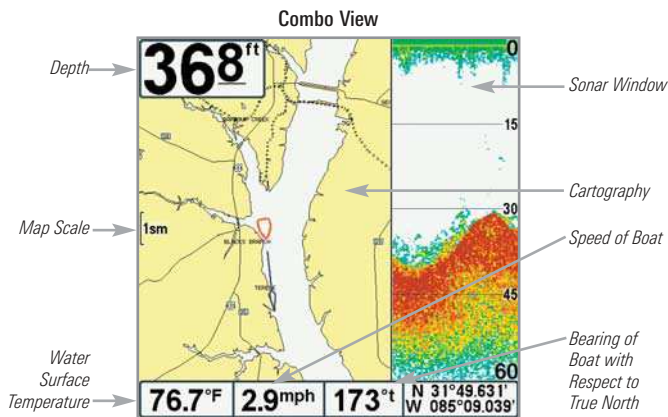 Combo View
Depth
368 ft
0
Sonar Window
15
Cartography
30
Map Scale
1sm
Speed of Boat
45
Water
Surface
Temperature
Bearing of
Boat with
Respect to
True North
60
76.7°F
2.9mph
173°t
N 31°49.631'
W 085°09.039'